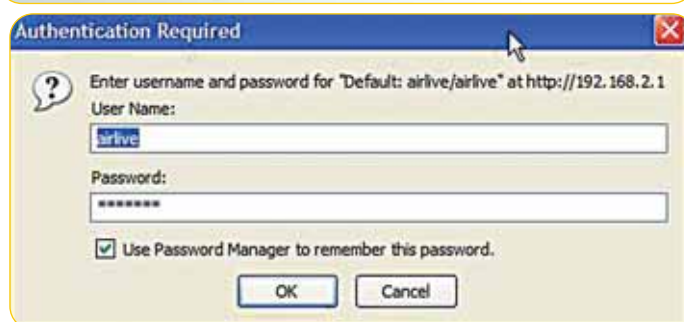 Authentication Required
Enter username and password for "Default: airlive/airlive" at http://192.168.2.1
User Name:
airlive
Password:
*******
Use Password Manager to remember this password.
OK
Cancel